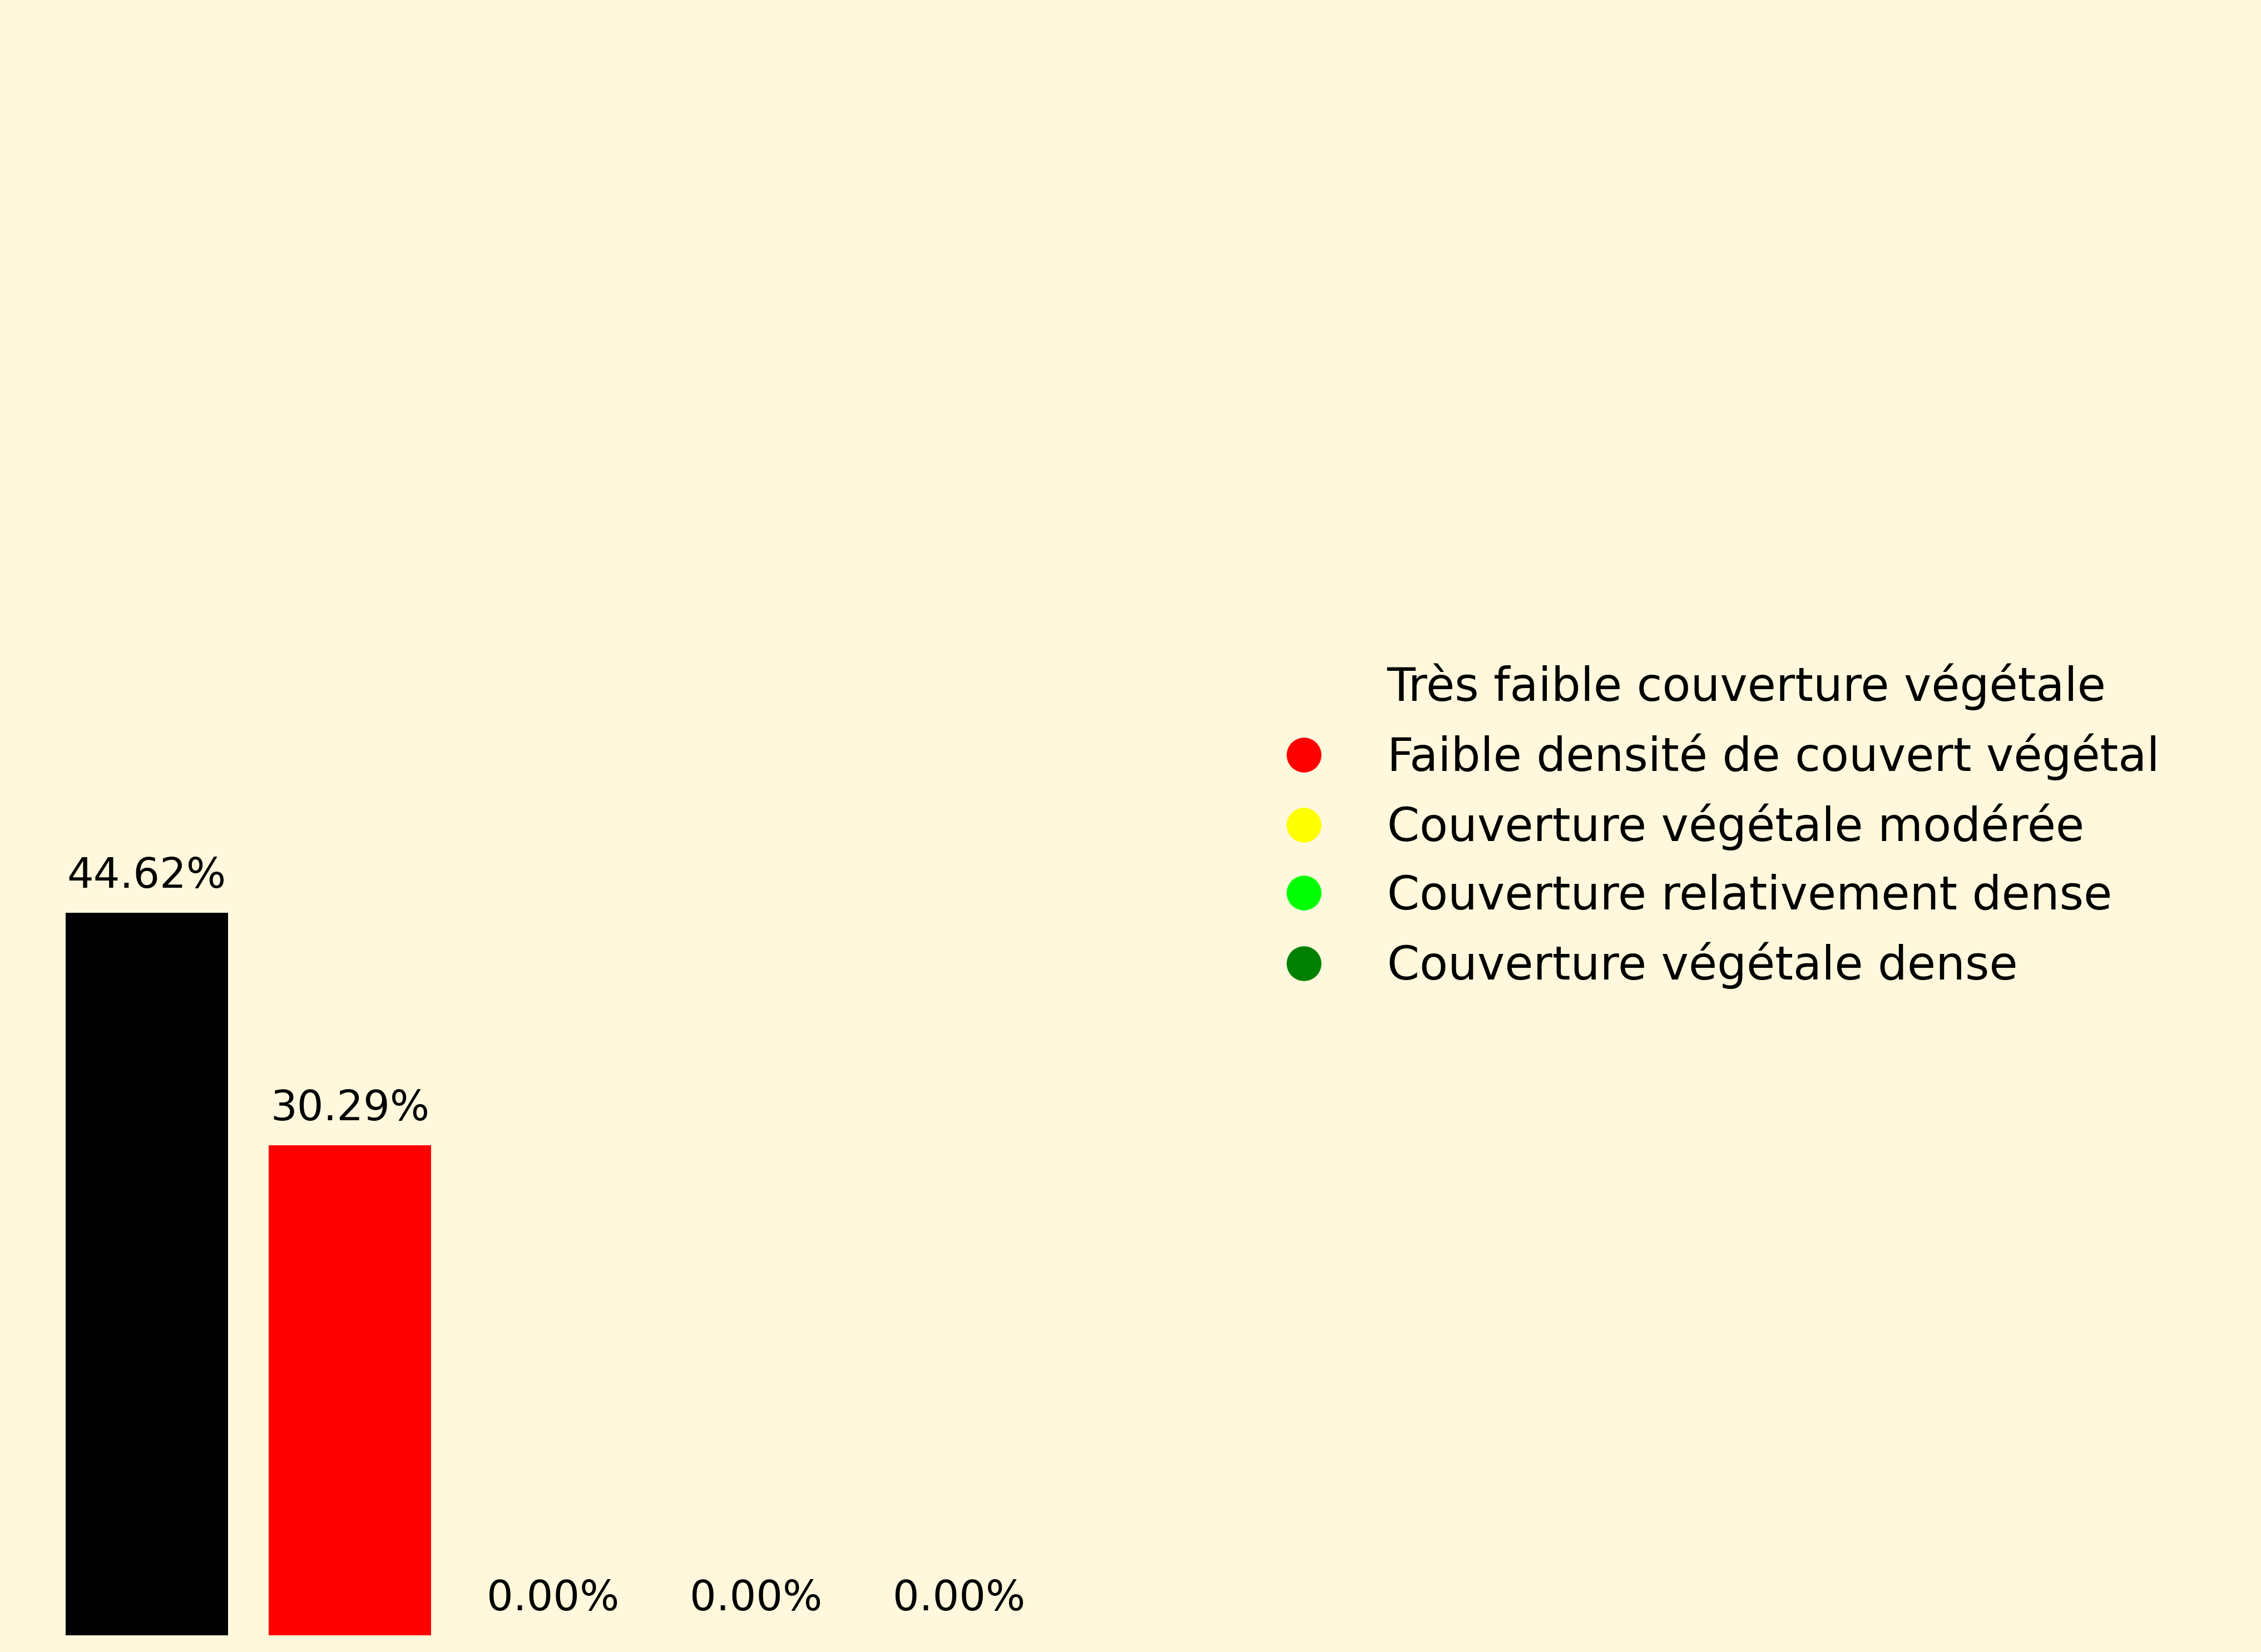 Très faible couverture végétale
Faible densité de couvert végétal
Couverture végétale modérée
Couverture relativement dense
Couverture végétale dense
44.62%
30.29%
0.00% 0.00% 0.00%